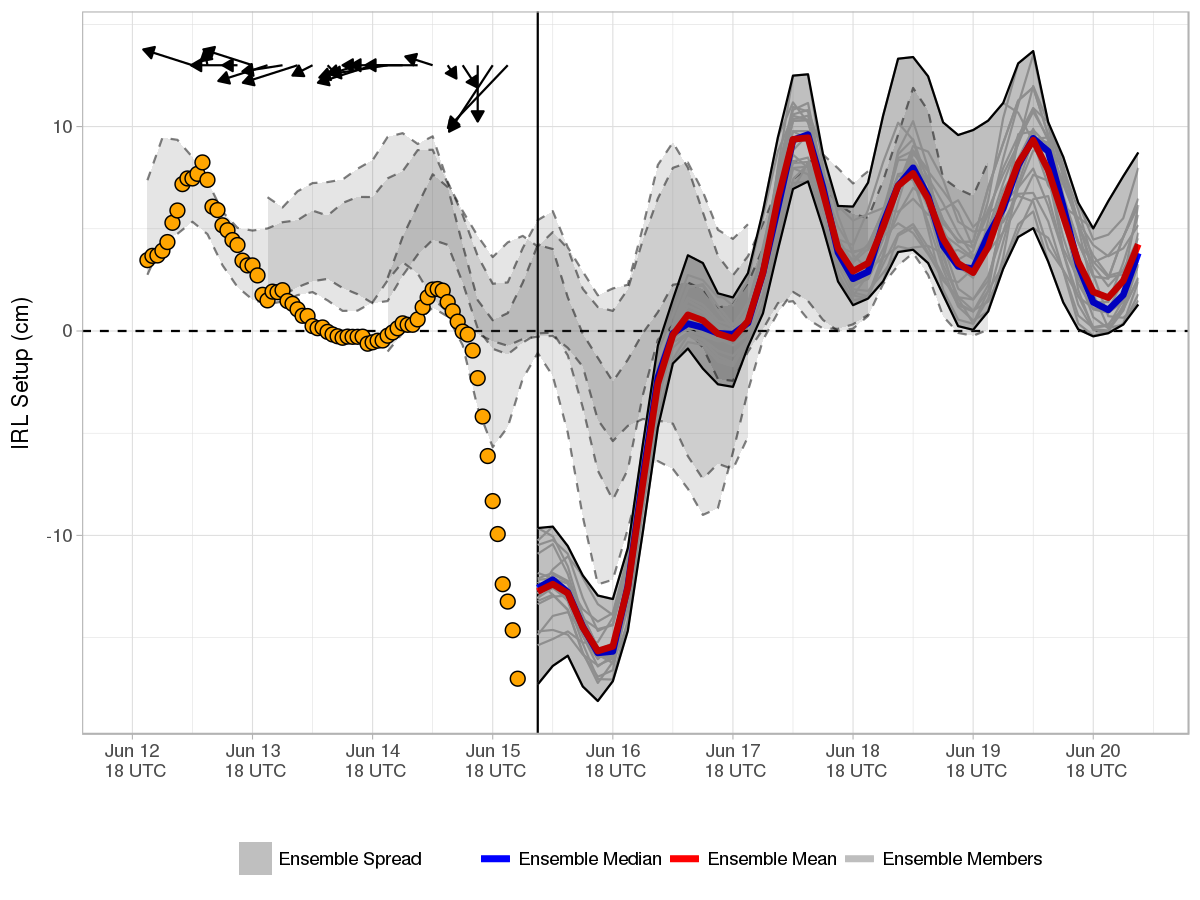 IRL Setup (cm)
10
0
-10
Jun 12 Jun 13 Jun 14 Jun 15 Jun 16 Jun 17 Jun 18 Jun 19 Jun 20
18 UTC 18 UTC 18 UTC 18 UTC 18 UTC 18 UTC 18 UTC 18 UTC 18 UTC
Ensemble Spread Ensemble Median Ensemble Mean Ensemble Members